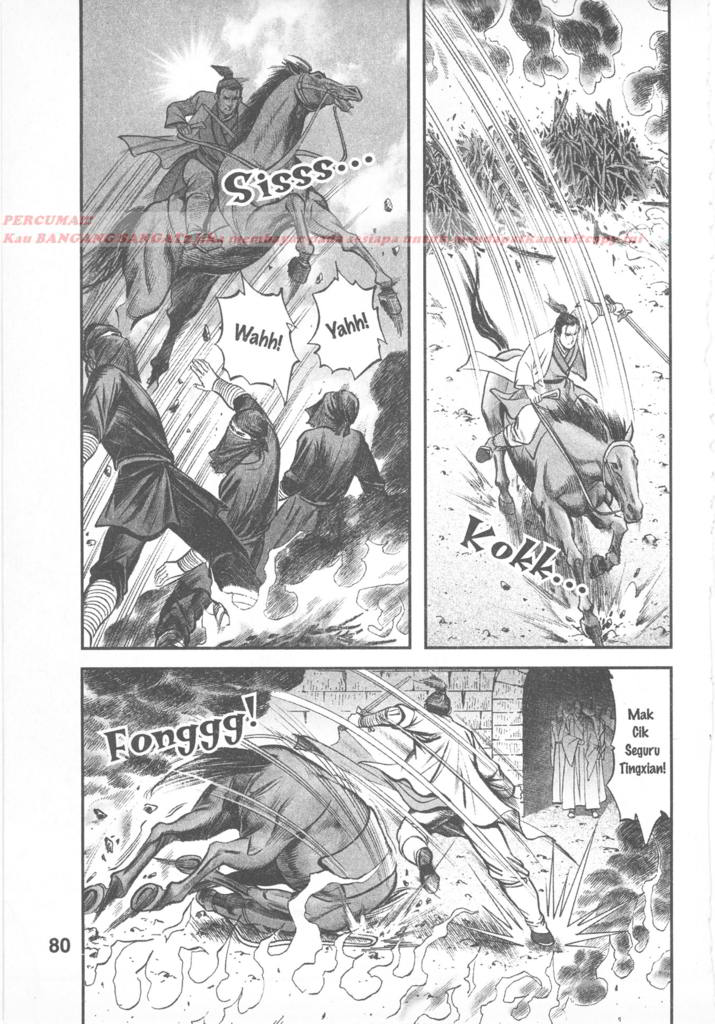 Sisss...
PERCUMA!!!
Kau BANGANG SANGATz jika membayar pada sesiapa untuk mendapatkan softcopy ini
Wahh!
Yahh!
Kokk...
Fonggg!
Mak
Cik
Seguru
Tingxian!
80